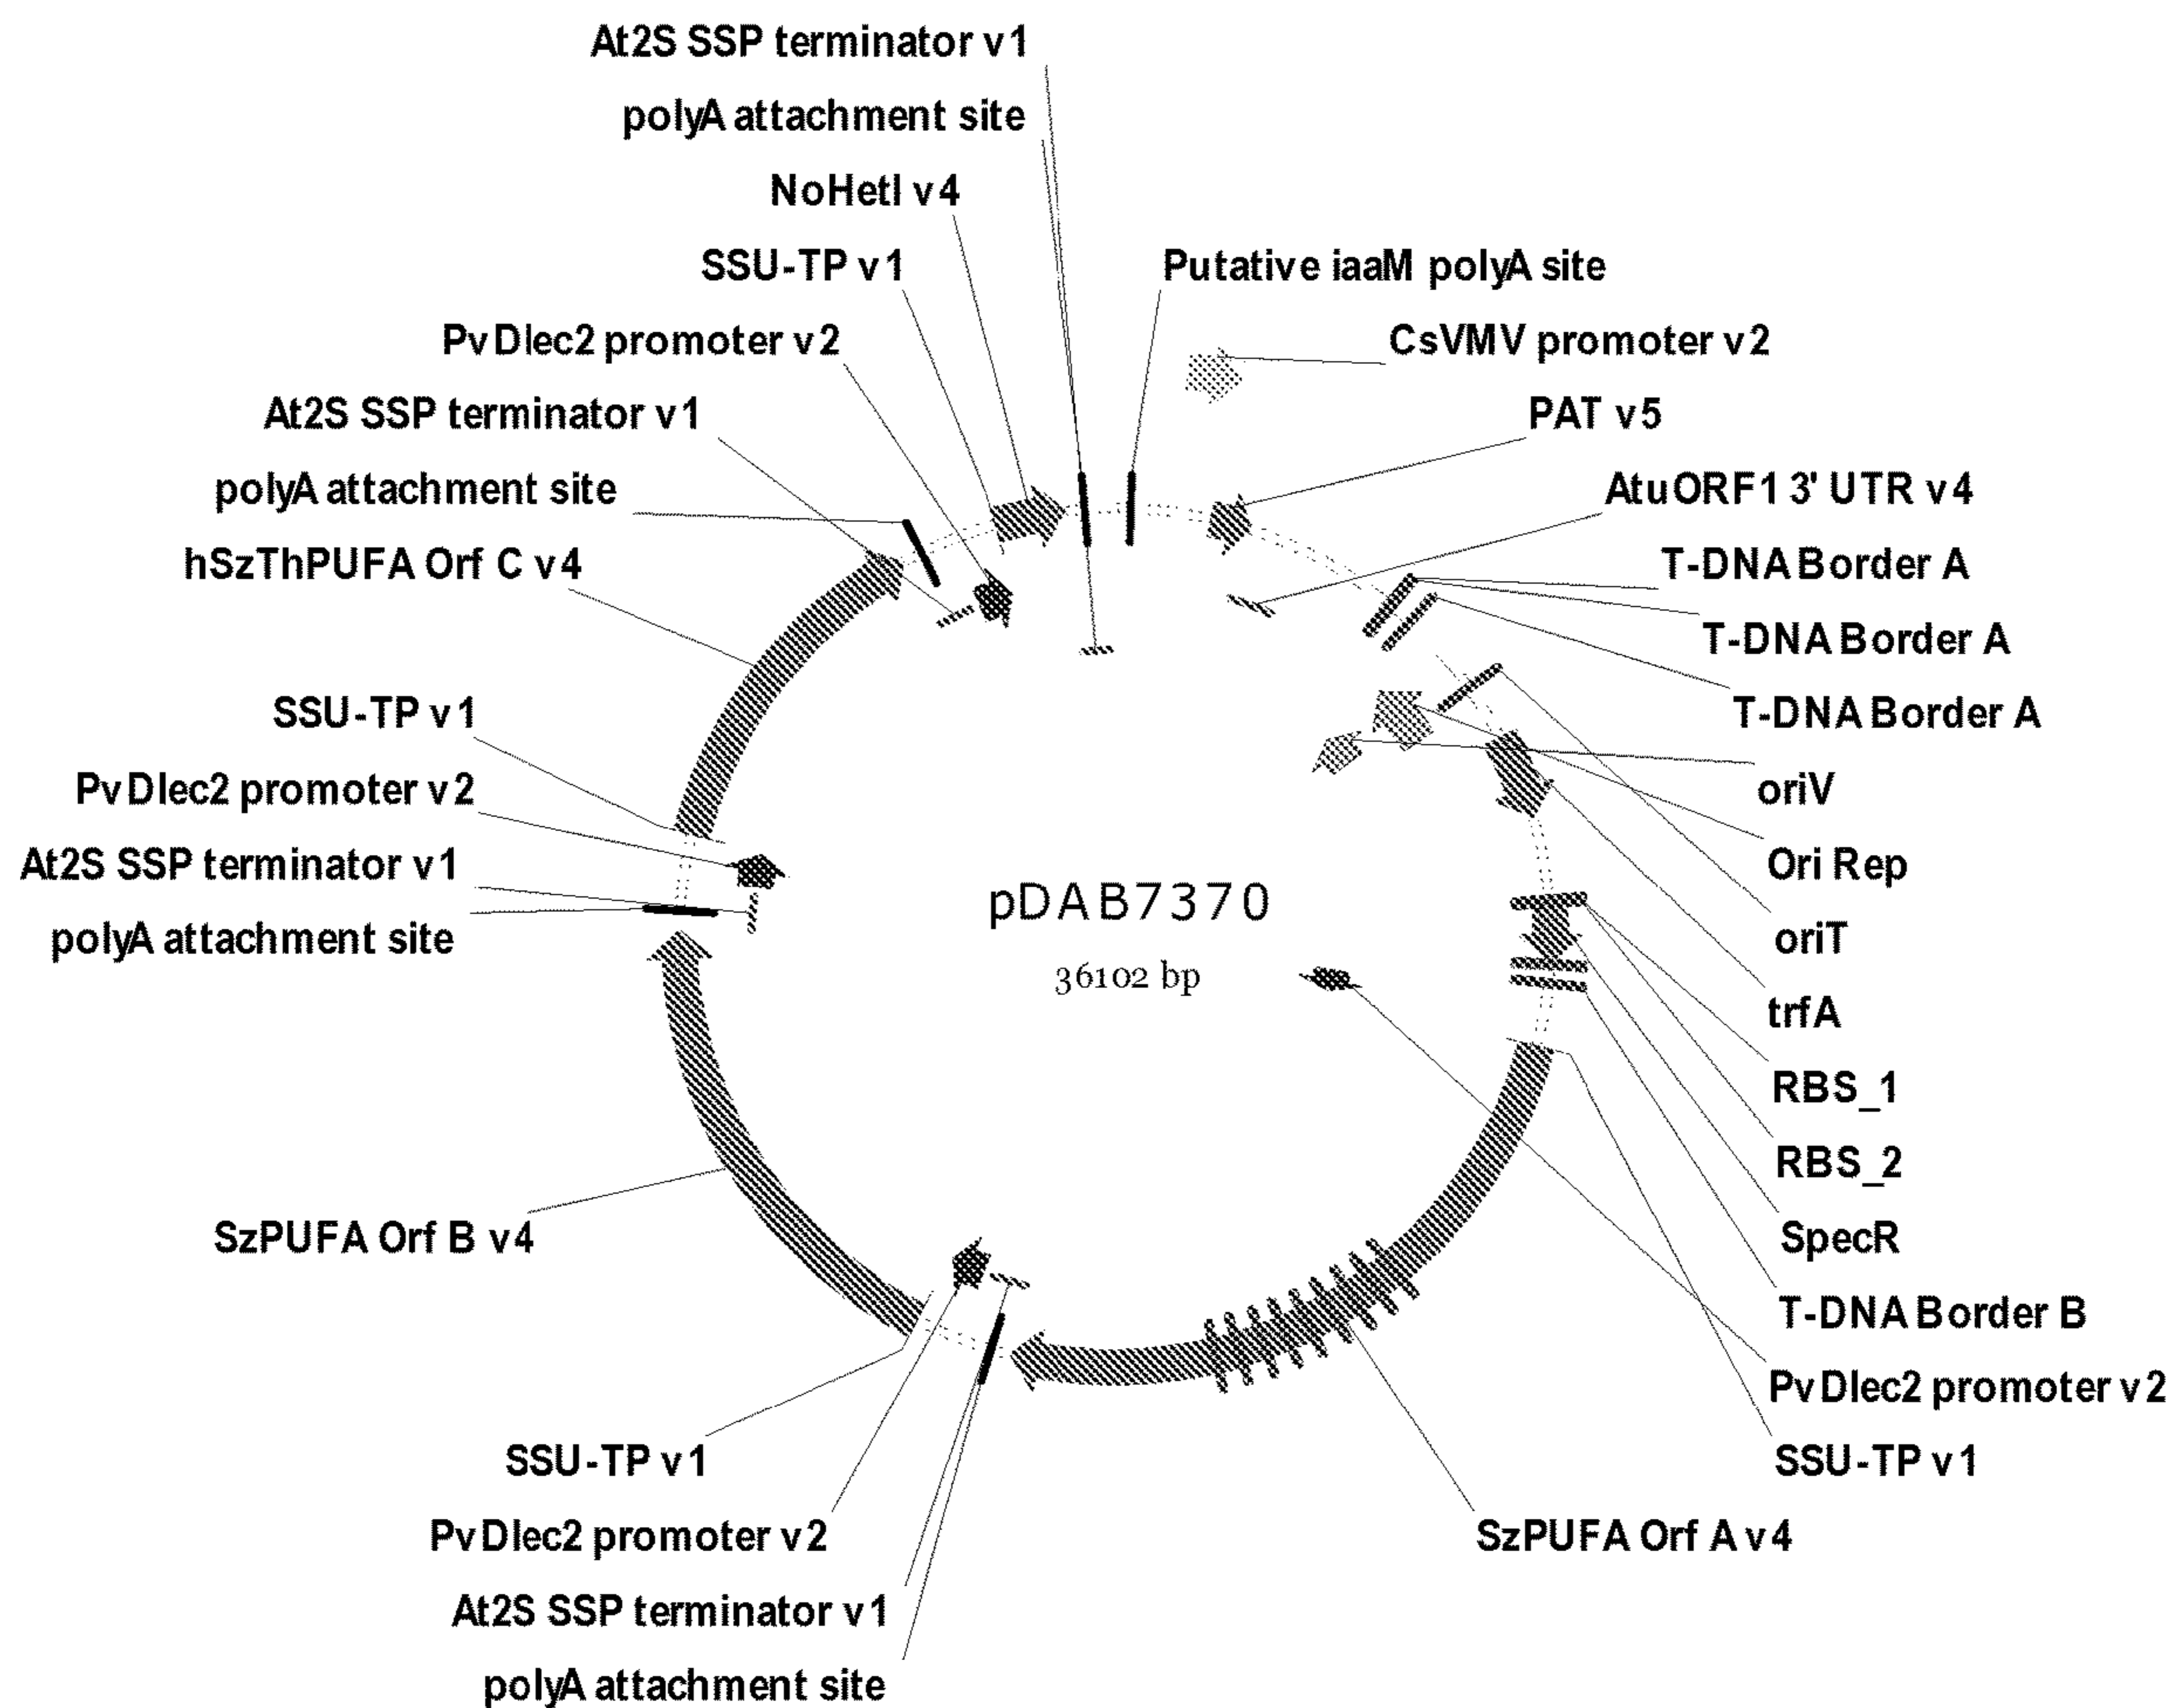 At2S SSP terminator v1
polyA attachment site
NoHetI v4
SSU-TP v1
Putative iaaM polyA site
PvDlec2 promoter v2
CsVMV promoter v2
At2S SSP terminator v1
PAT v5
polyA attachment site
AtuORF1 3' UTR v4
hSzThPUFA Orf C v4
T-DNA Border A
T-DNA Border A
SSU-TP v1
T-DNA Border A
PvDlec2 promoter v2
oriV
At2S SSP terminator v1
Ori Rep
pDAB7370
polyA attachment site
oriT
36102 bp
trfA
RBS_1
RBS_2
SzPUFA Orf B v4
SpecR
T-DNA Border B
PvDlec2 promoter v2
SSU-TP v1
SSU-TP v1
PvDlec2 promoter v2
SzPUFA Orf A v4
At2S SSP terminator v1
polyA attachment site